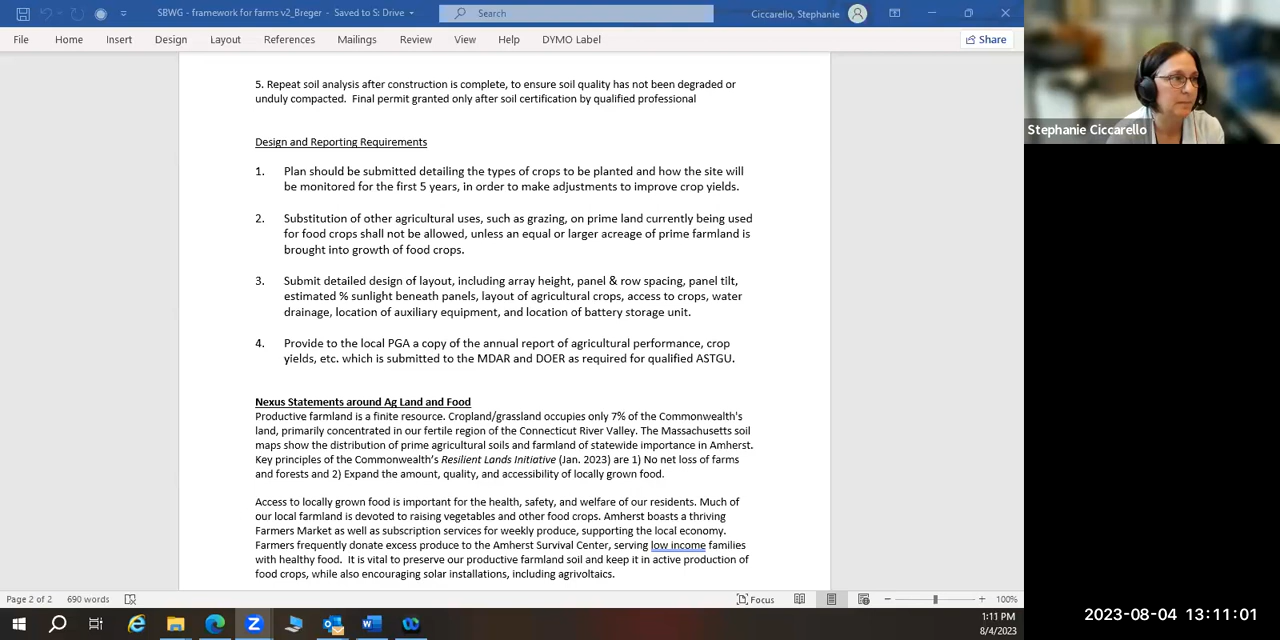 SBWG - framework for farms v2_Breger - Saved to S: Drive
Search
Ciccarello, Stephanie
File Home Insert Design Layout References Mailings Review View Help DYMO Label
Share
5. Repeat soil analysis after construction is complete, to ensure soil quality has not been degraded or
unduly compacted. Final permit granted only after soil certification by qualified professional
Design and Reporting Requirements
1. Plan should be submitted detailing the types of crops to be planted and how the site will
be monitored for the first 5 years, in order to make adjustments to improve crop yields.
2. Substitution of other agricultural uses, such as grazing, on prime land currently being used
for food crops shall not be allowed, unless an equal or larger acreage of prime farmland is
brought into growth of food crops.
3. Submit detailed design of layout, including array height, panel & row spacing, panel tilt,
estimated % sunlight beneath panels, layout of agricultural crops, access to crops, water
drainage, location of auxiliary equipment, and location of battery storage unit.
4. Provide to the local PGA a copy of the annual report of agricultural performance, crop
yields, etc. which is submitted to the MDAR and DOER as required for qualified ASTGU.
Nexus Statements around Ag Land and Food
Productive farmland is a finite resource. Cropland/grassland occupies only 7% of the Commonwealth's
land, primarily concentrated in our fertile region of the Connecticut River Valley. The Massachusetts soil
maps show the distribution of prime agricultural soils and farmland of statewide importance in Amherst.
Key principles of the Commonwealth's Resilient Lands Initiative (Jan. 2023) are 1) No net loss of farms
and forests and 2) Expand the amount, quality, and accessibility of locally grown food.
Access to locally grown food is important for the health, safety, and welfare of our residents. Much of
our local farmland is devoted to raising vegetables and other food crops. Amherst boasts a thriving
Farmers Market as well as subscription services for weekly produce, supporting the local economy.
Farmers frequently donate excess produce to the Amherst Survival Center, serving low income families
with healthy food. It is vital to preserve our productive farmland soil and keep it in active production of
food crops, while also encouraging solar installations, including agrivoltaics.
Page 2 of 2 690 words
Focus
100%
1:11 PM
8/4/2023
Stephanie Ciccarello
2023-08-04 13:11:01